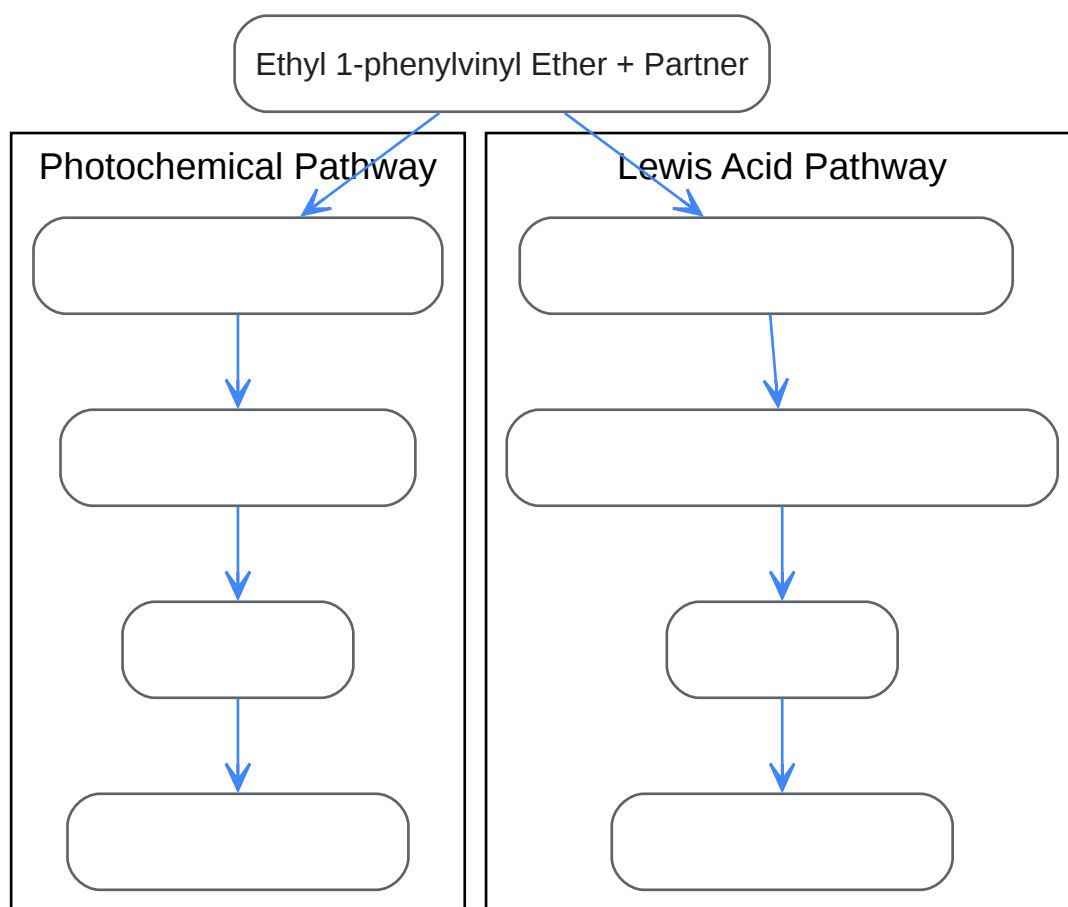 Ethyl 1-phenylvinyl Ether + Partner
Photochemical Pathway
Lewis Acid Pathway